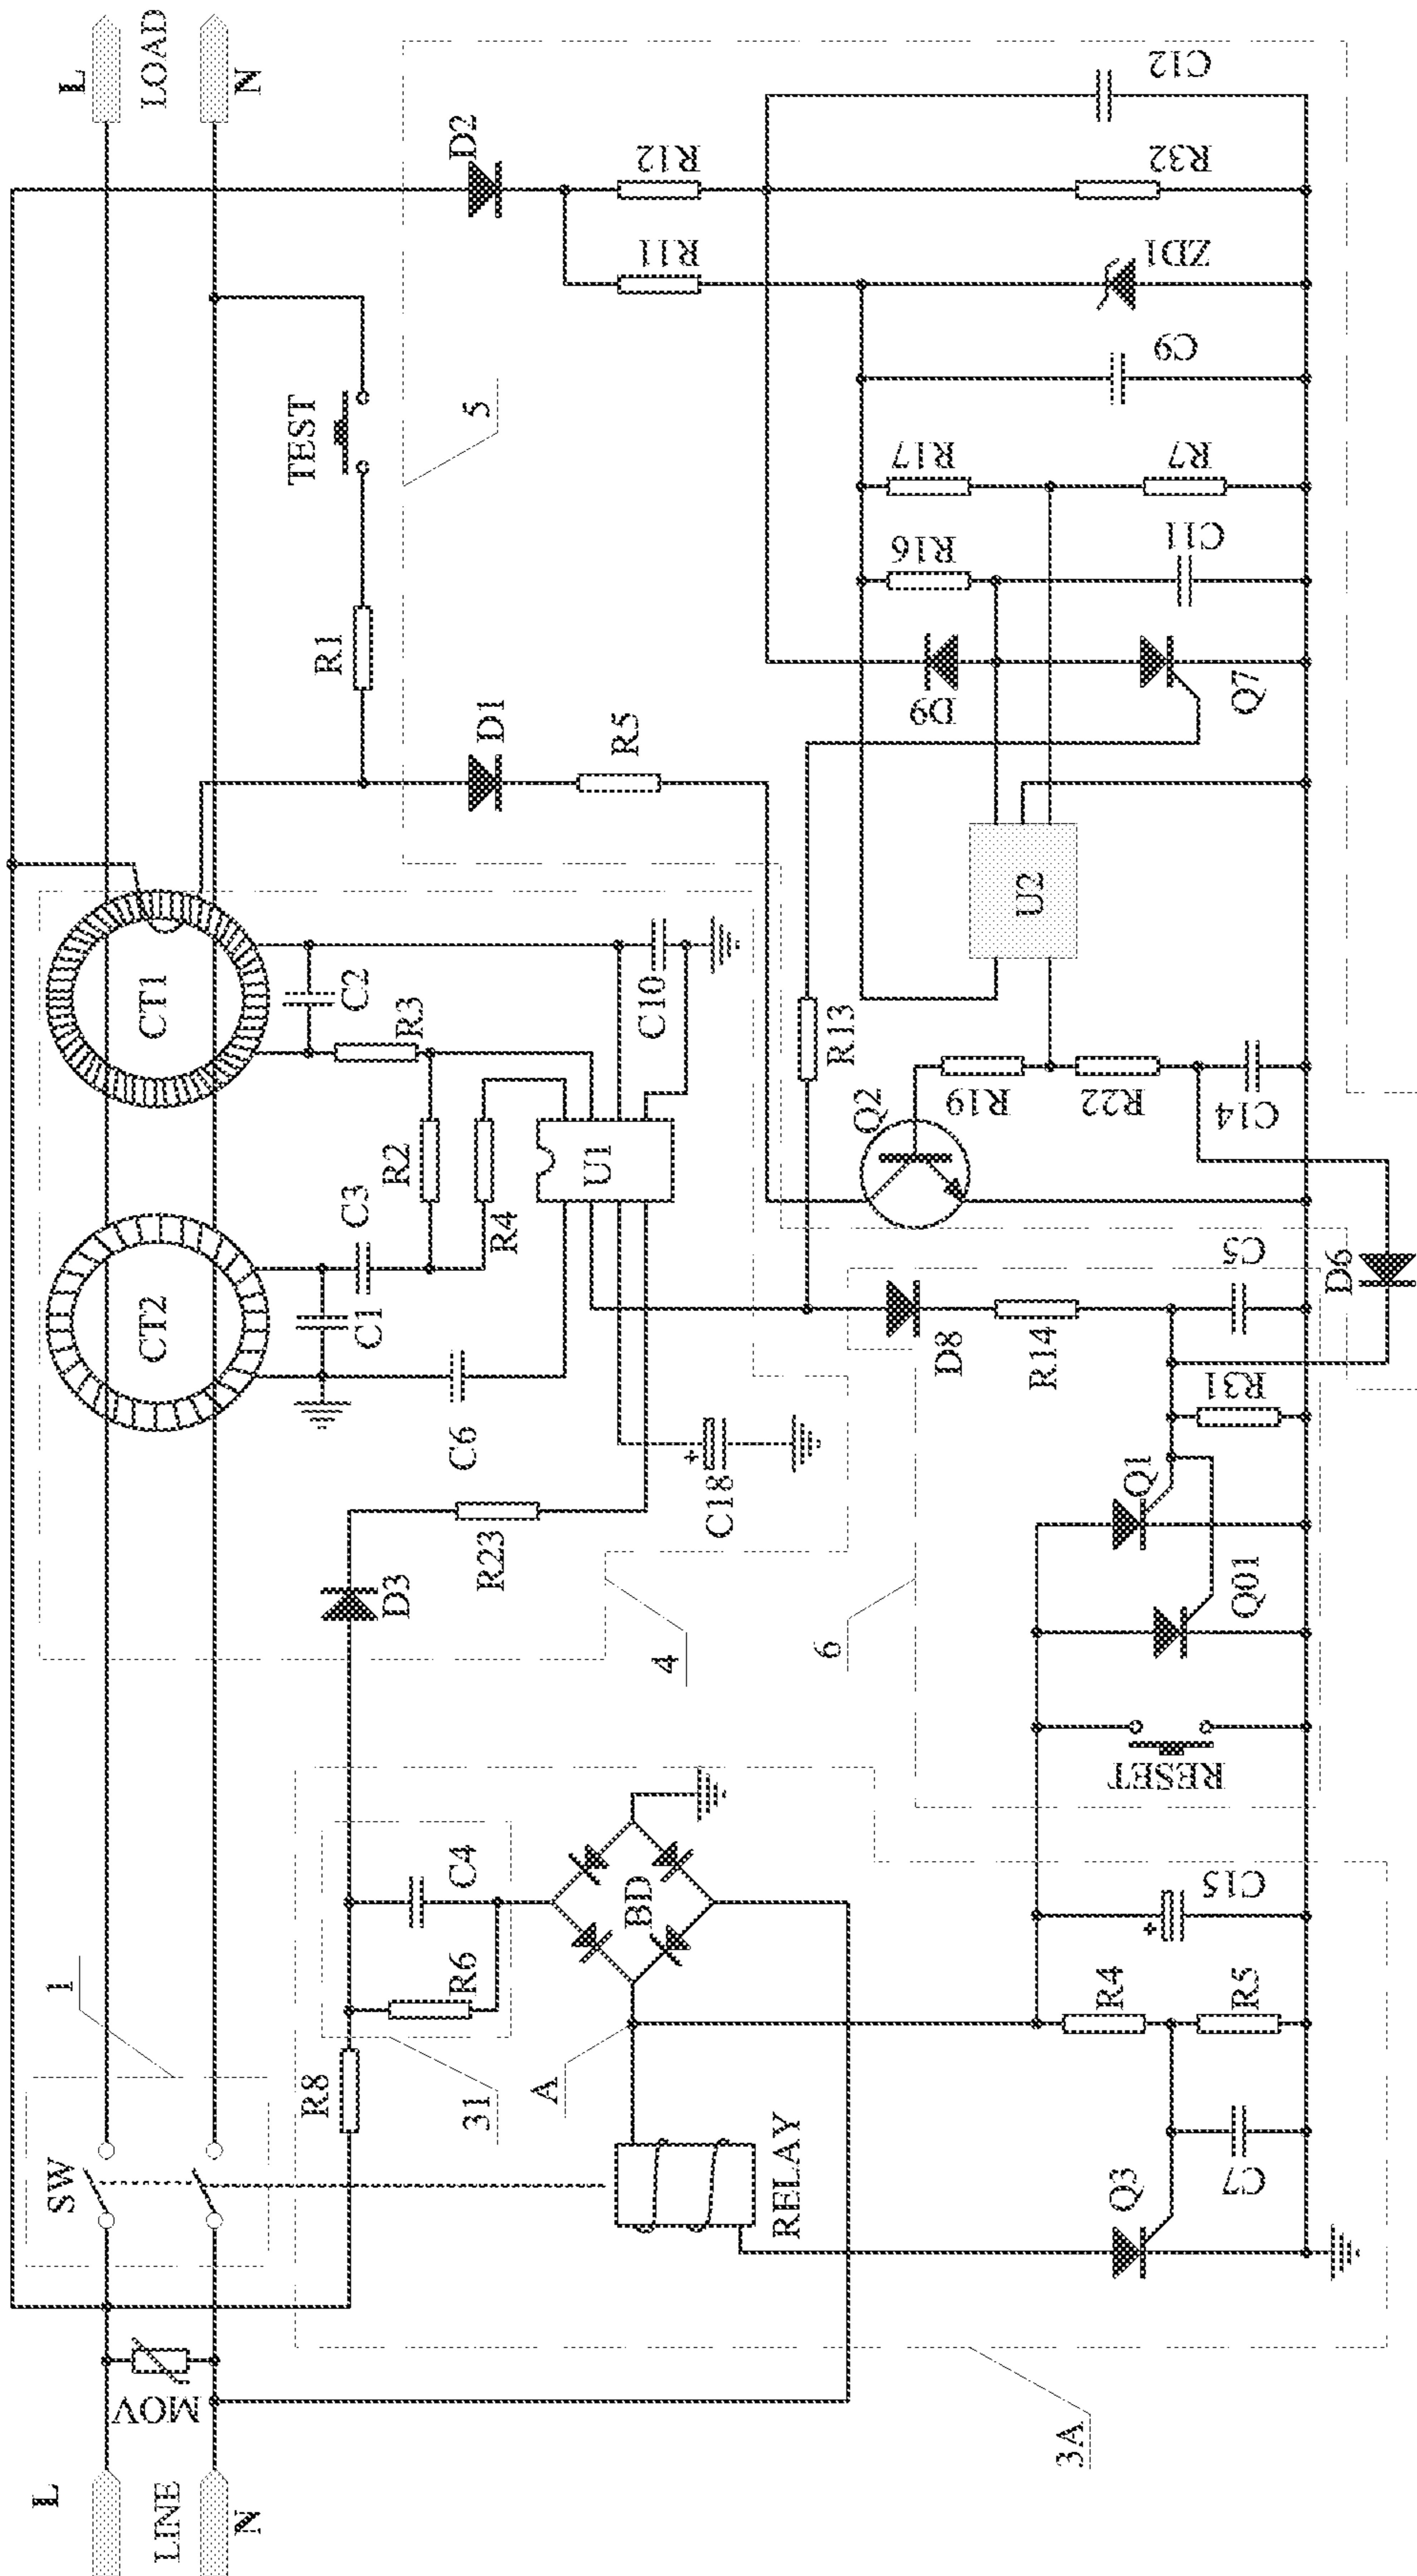 L
LOAD
N
D2
R12
C12
R32
R11
ZD1
C9
TEST
5
R17
R7
R16
C11
R1
D1
R5
D9
Q7
U2
CT1
C2
R3
C10
R13
Q2
R19
R22
C14
R2
R4
U1
C3
CT2
C1
C6
D8
R14
C5
D6
R31
C18
R23
D3
4
6
Q1
Q01
RESET
C4
R6
BD
C15
1
R8
31
A
R4
R5
SW
RELAY
Q3
C7
MOV
3A
L
LINE
N